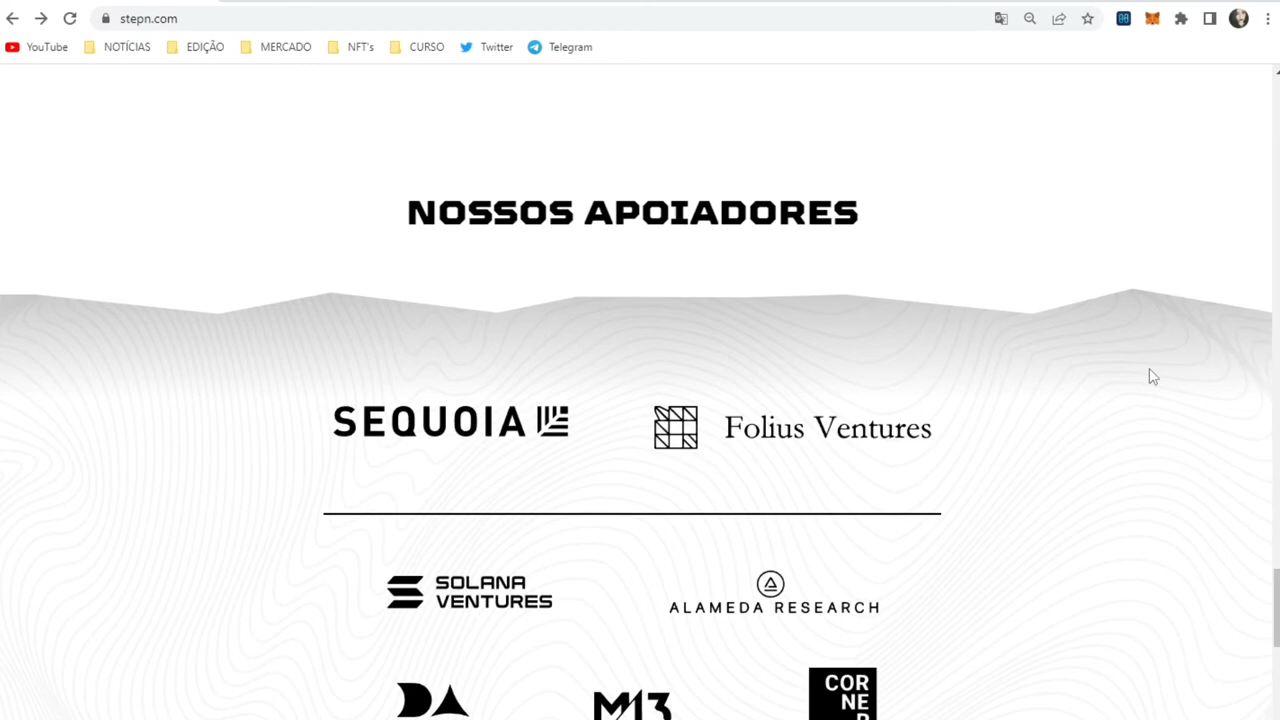 stepn.com
YouTube NOTÍCIAS EDIÇÃO MERCADO NFT's CURSO Twitter Telegram
NOSSOS APOIADORES
SEQUOIA Folius Ventures
SOLANA
VENTURES
ALAMEDA RESEARCH
M13
COR
NE